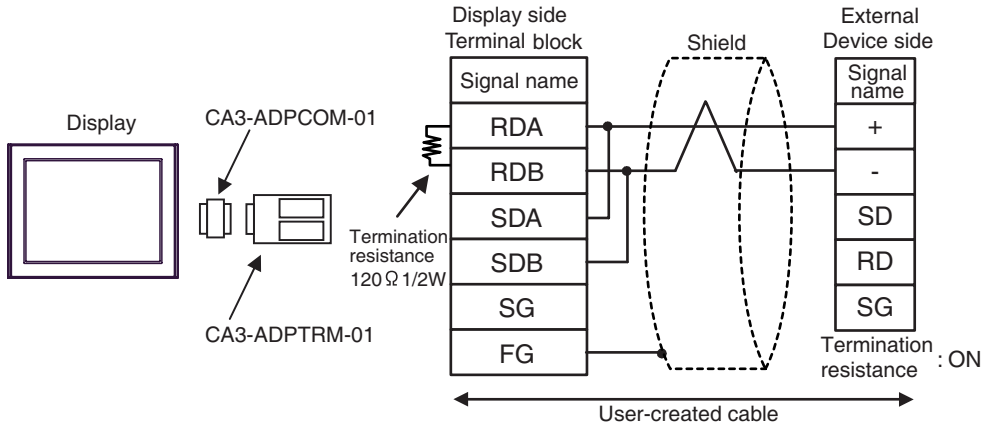 Display side
Terminal block
External
Device side
Shield
Signal name
Signal
name
Display
CA3-ADPCOM-01
RDA
+
RDB
-
SDA
SD
Termination
resistance
120Ω 1/2W
SDB
RD
SG
SG
CA3-ADPTRM-01
FG
Termination
resistance : ON
User-created cable